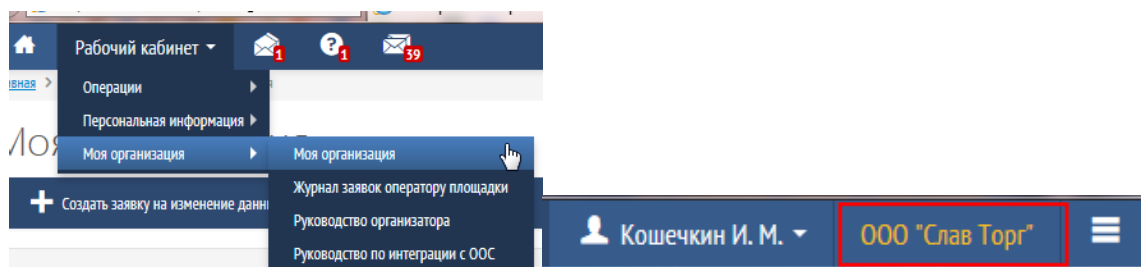 Рабочий кабинет 1 1 39
авная >
Операции
Персональная информация
Моя организация
Моя организация
Создать заявку на изменение данн
Журнал заявок оператору площадки
Руководство организатора
Руководство по интеграции с ООС
Кошечкин И. М. ООО "Слав Торг"